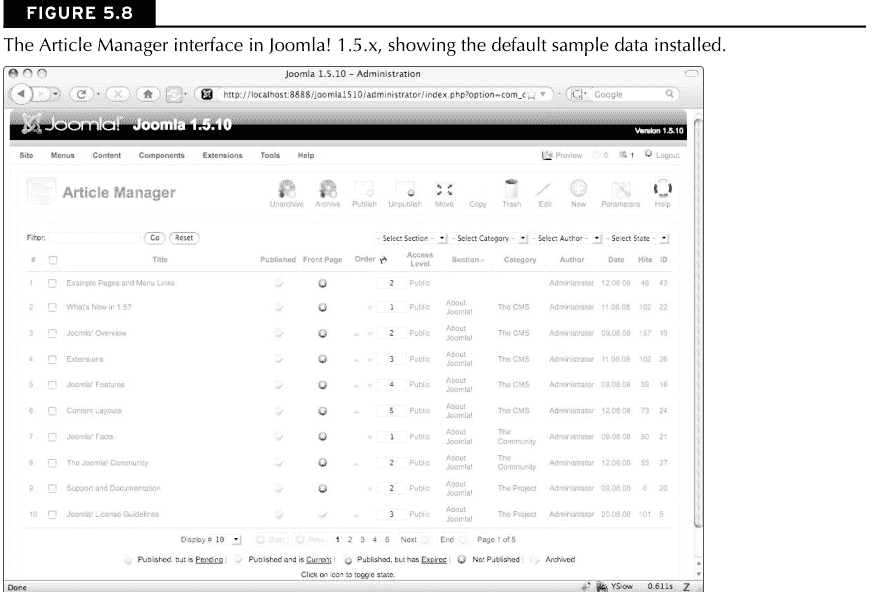 FIGURE 5.8
The Article Manager interface in Joomla! 1.5.x, showing the default sample data installed.
Joomla 1.5.10 – Administration
http://localhost:8888/joomla1510/administrator/index.php?option=com_c Google
Joomla! Joomla 1.5.10 Version 1.5.10
Site Menus Content Components Extensions Tools Help Preview 0 1 Logout
Article Manager Unarchive Archive Publish Unpublish Move Copy Trash Edit New Parameters Help
Filter: Go Reset – Select Section – – Select Category – – Select Author – – Select State –
# Title Published Front Page Order Access Level Section Category Author Date Hits ID
1 Example Pages and Menu Links 2 Public Administrator 12.08.08 48 43
2 What's New in 1.5? 1 Public About Joomla! The CMS Administrator 11.08.08 102 22
3 Joomla! Overview 2 Public About Joomla! The CMS Administrator 09.08.08 157 19
4 Extensions 3 Public About Joomla! The CMS Administrator 11.08.08 102 26
5 Joomla! Features 4 Public About Joomla! The CMS Administrator 08.08.08 59 18
6 Content Layouts 5 Public About Joomla! The CMS Administrator 12.08.08 73 24
7 Joomla! Facts 1 Public About Joomla! The Community Administrator 09.08.08 50 21
8 The Joomla! Community 2 Public About Joomla! The Community Administrator 12.08.08 55 27
9 Support and Documentation 2 Public About Joomla! The Project Administrator 09.08.08 6 20
10 Joomla! License Guidelines 3 Public About Joomla! The Project Administrator 20.08.08 101 5
Display # 10 Start Prev 1 2 3 4 5 Next End Page 1 of 5
Published, but is Pending | Published and is Current | Published, but has Expired | Not Published | Archived
Click on icon to toggle state.
Done YSlow 0.611s